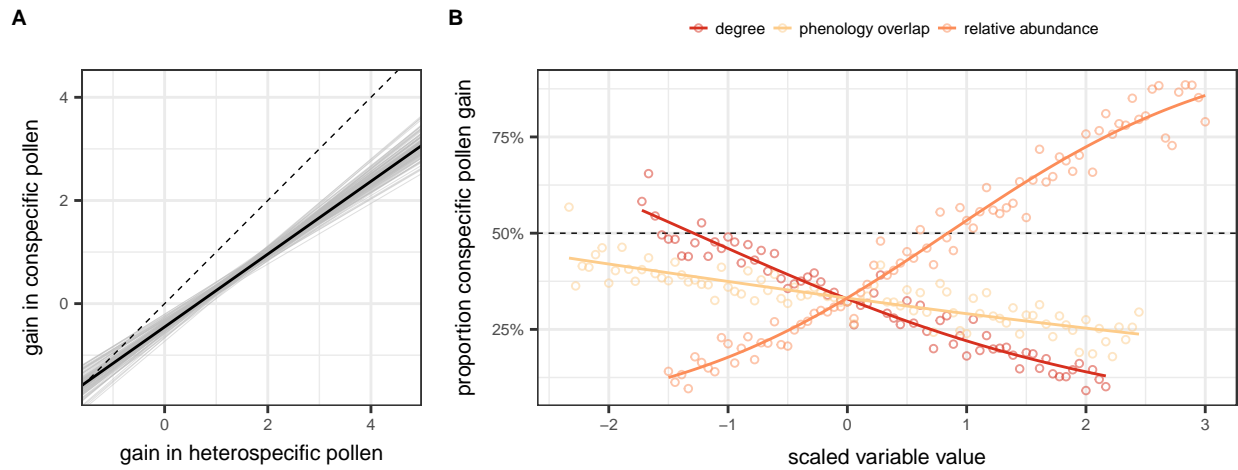 A
B
degree phenology overlap relative abundance
gain in conspecific pollen
4
2
0
0 2 4
gain in heterospecific pollen
proportion conspecific pollen gain
75%
50%
25%
−2 −1 0 1 2 3
scaled variable value